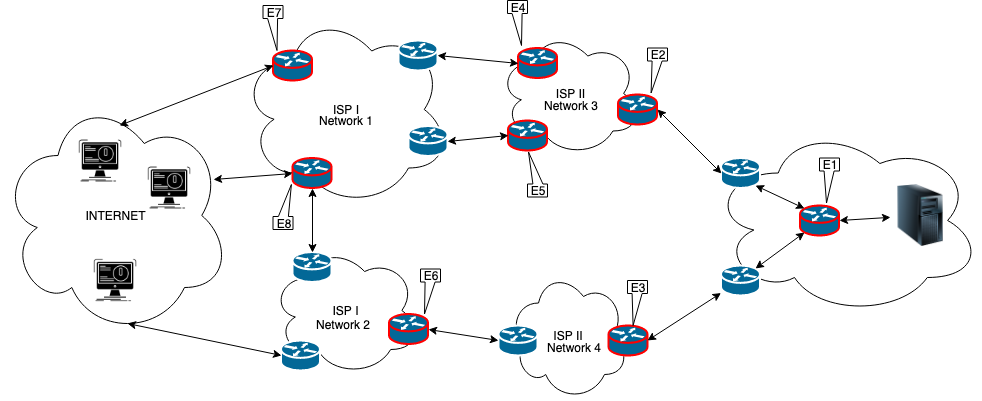 E7
E4
E2
ISP I
Network 1
ISP II
Network 3
E1
E5
INTERNET
E8
E6
E3
ISP I
Network 2
ISP II
Network 4